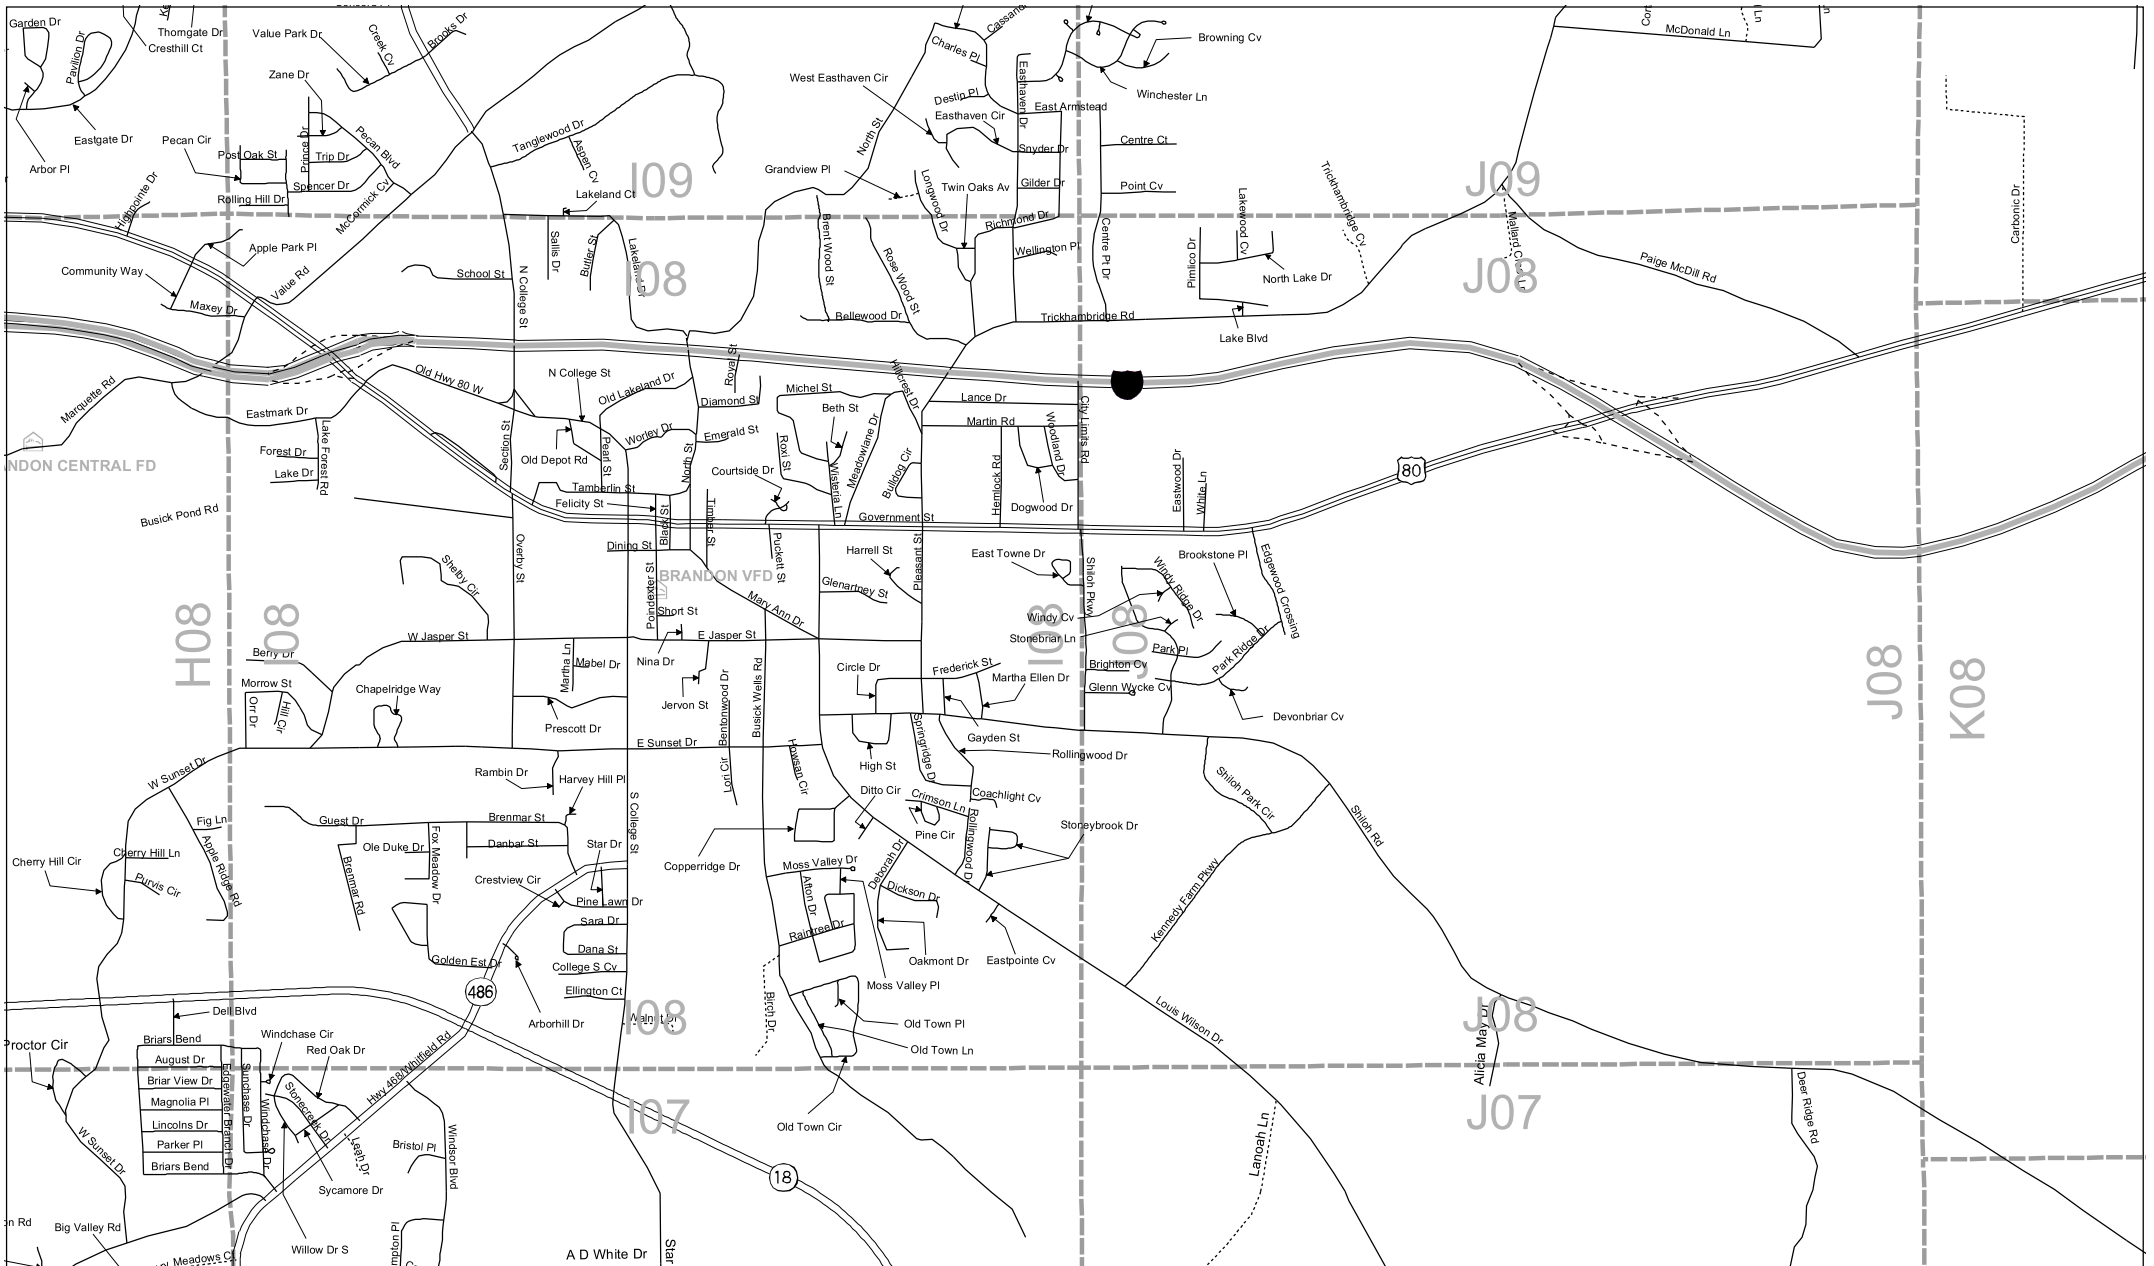 Garden Dr
Pavilion Dr
Thorngate Dr
Cresthill Ct
Value Park Dr
Creek Cv
Brooks Dr
Zane Dr
Eastgate Dr
Arbor Pl
Pecan Cir
Post Oak St
Prince Dr
Trip Dr
Pecan Blvd
Spencer Dr
Rolling Hill Dr
McCormick Cv
Highpointe Dr
Tanglewood Dr
Aspen Cv
Lakeland Ct
I09
Charles Pl
West Easthaven Cir
Destin Pl
Easthaven Cir
Easthaven Dr
East Armstead
Snyder Dr
Gilder Dr
Richmond Dr
Wellington Pl
North St
Grandview Pl
Longwood Dr
Twin Oaks Av
Browning Cv
Winchester Ln
Centre Ct
Point Cv
Centre Pt Dr
McDonald Ln
J09
Trickhambridge Cv
Lakewood Cv
Pimlico Dr
North Lake Dr
Lake Blvd
Trickhambridge Rd
J08
Paige McDill Rd
Carbonic Dr
Apple Park Pl
Community Way
Maxey Dr
Value Rd
School St
N College St
Sallis Dr
Butler St
I08
Brent Wood St
Rose Wood St
Bellewood Dr
Marquette Rd
Old Hwy 80 W
N College St
Old Lakeland Dr
Royal St
Diamond St
Michel St
Beth St
Hillcrest Dr
Lance Dr
Martin Rd
City Limits Rd
Woodland Dr
Eastmark Dr
Lake Forest Rd
Forest Dr
Lake Dr
Section St
Old Depot Rd
Pearl St
Worley Dr
Emerald St
N North St
Roxi St
Courtside Dr
Wisteria Ln
Meadowlane Dr
Bulldog Cir
Hemlock Rd
Dogwood Dr
Eastwood Dr
White Ln
80
NDON CENTRAL FD
Busick Pond Rd
Tamberlin St
Felicity St
Black St
Timber St
Government St
Overby St
Dining St
Puckett St
Harrell St
Pleasant St
Glenartney St
East Towne Dr
Shiloh Pkwy
Windy Ridge Dr
Brookstone Pl
Edgewood Crossing
Shelby Cir
BRANDON VFD
Poindexter St
Short St
Mary Ann Dr
Windy Cv
Stonebriar Ln
Park Pl
Park Ridge Dr
Brighton Cv
Glenn Wycke Cv
Devonbriar Cv
H08
I08
I08
J08
J08
K08
W Jasper St
E Jasper St
Berry Dr
Morrow St
Orr Dr
Hill Cir
Chapelridge Way
Martha Ln
Mabel Dr
Nina Dr
Jervon St
Prescott Dr
Bentonwood Dr
Busick Wells Rd
Circle Dr
Frederick St
Martha Ellen Dr
Gayden St
Rollingwood Dr
W Sunset Dr
E Sunset Dr
Lori Cir
Howsan Cir
High St
Springridge Dr
Rambin Dr
Harvey Hill Pl
S College St
Ditto Cir
Crimson Ln
Coachlight Cv
Pine Cir
Rollingwood Dr
Stoneybrook Dr
Shiloh Park Cir
Shiloh Rd
Kennedy Farm Pkwy
Fig Ln
Apple Ridge Rd
Cherry Hill Cir
Cherry Hill Ln
Purvis Cir
Guest Dr
Brenmar St
Brenmar Rd
Ole Duke Dr
Fox Meadow Dr
Danbar St
Star Dr
Crestview Cir
Pine Lawn Dr
Copperridge Dr
Moss Valley Dr
Afton Dr
Deborah Dr
Dickson Dr
Raintree Dr
Oakmont Dr
Eastpointe Cv
Moss Valley Pl
Sara Dr
Dana St
College S Cv
Ellington Ct
Golden Est Dr
486
Arborhill Dr
Walnut Dr
I08
Birch Dr
Old Town Pl
Old Town Ln
Old Town Cir
Louis Wilson Dr
J08
Alicia May Dr
J07
Deer Ridge Rd
Lanoah Ln
Dell Blvd
Briars Bend
August Dr
Briar View Dr
Magnolia Pl
Lincolns Dr
Parker Pl
Briars Bend
Edgewater Branch Dr
Sunchase Dr
Windchase Dr
Windchase Cir
Red Oak Dr
Stonecreek Dr
Hwy 468/Whitfield Rd
Proctor Cir
W Sunset Dr
Leah Dr
Bristol Pl
Windsor Blvd
Sycamore Dr
Willow Dr S
Big Valley Rd
Meadows C
I07
18
A D White Dr
Star